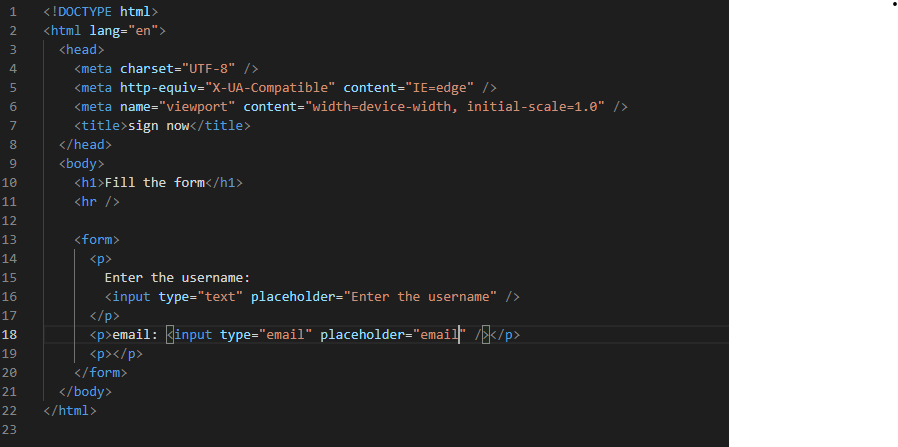 1 <!DOCTYPE html>
2 <html lang="en">
3 <head>
4 <meta charset="UTF-8" />
5 <meta http-equiv="X-UA-Compatible" content="IE=edge" />
6 <meta name="viewport" content="width=device-width, initial-scale=1.0" />
7 <title>sign now</title>
8 </head>
9 <body>
10 <h1>Fill the form</h1>
11 <hr />
12
13 <form>
14 <p>
15 Enter the username:
16 <input type="text" placeholder="Enter the username" />
17 </p>
18 <p>email: <input type="email" placeholder="email" /></p>
19 <p></p>
20 </form>
21 </body>
22 </html>
23